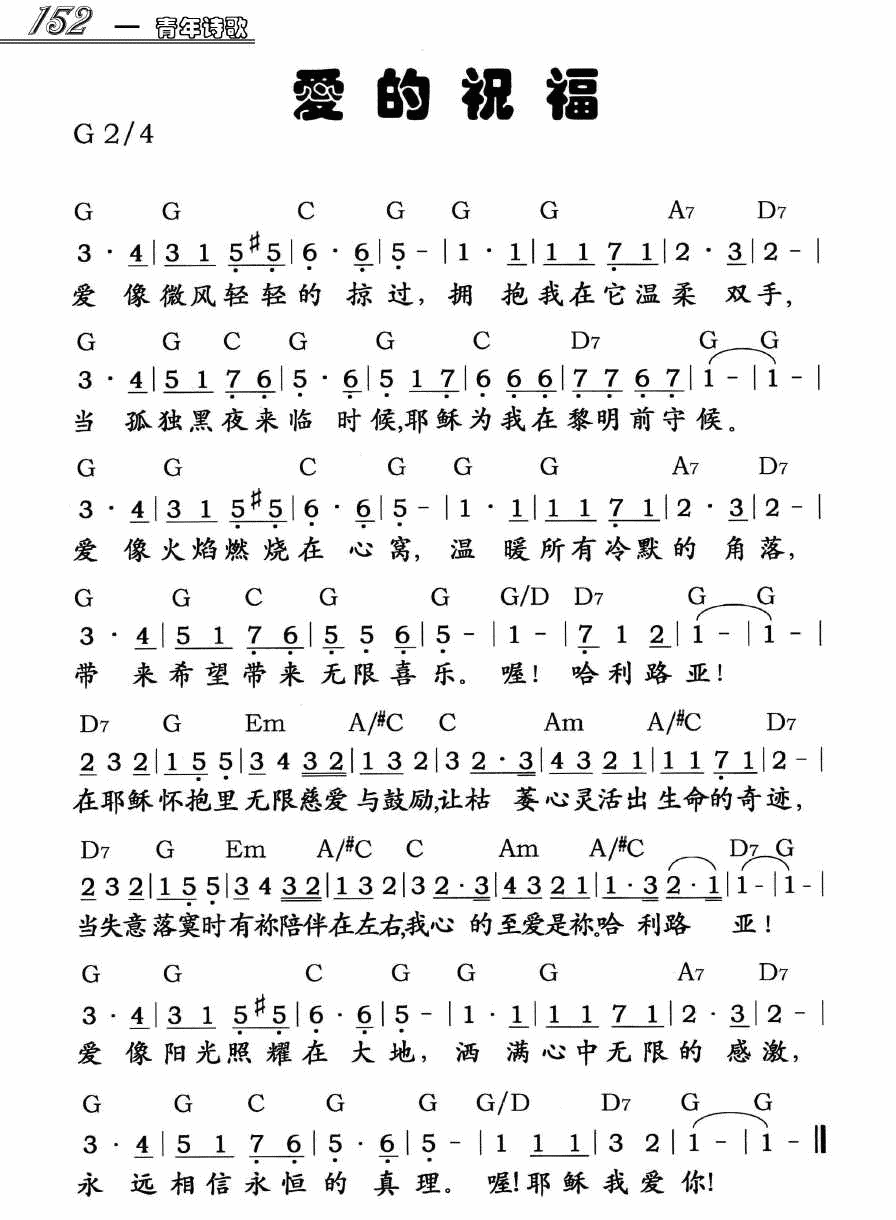 152 — 青年诗歌
愛的祝福
G 2/4
G G C G G G A7 D7
3 · 4|3 1 5 #5|6 · 6|5 - |1 · 1|1 1 7 1|2 · 3|2 - |
爱 像微风轻轻的 掠过，拥 抱我在它温柔 双手，
G G C G G C D7 G G
3 · 4|5 1 7 6|5 · 6|5 1 7|6 6 6|7 7 6 7|1 - |1 - |
当 孤独黑夜来临 时候,耶稣为我在黎明前守候。
G G C G G G A7 D7
3 · 4|3 1 5 #5|6 · 6|5 - |1 · 1|1 1 7 1|2 · 3|2 - |
爱 像火焰燃烧在 心窝，温 暖所有冷默的 角落，
G G C G G G/D D7 G G
3 · 4|5 1 7 6|5 5 6|5 - |1 - |7 1 2|1 - |1 - |
带 来希望带来无限喜乐。喔！哈利路亚！
D7 G Em A/#C C Am A/#C D7
2 3 2|1 5 5|3 4 3 2|1 3 2|3 2 · 3|4 3 2 1|1 1 7 1|2 - |
在耶稣怀抱里无限慈爱与鼓励,让枯 萎心灵活出生命的奇迹，
D7 G Em A/#C C Am A/#C D7 G
2 3 2|1 5 5|3 4 3 2|1 3 2|3 2 · 3|4 3 2 1|1 · 3 2 · 1|1 - |1 - |
当失意落寞时有祢陪伴在左右,我心 的至爱是祢。哈 利路 亚！
G G C G G G A7 D7
3 · 4|3 1 5 #5|6 · 6|5 - |1 · 1|1 1 7 1|2 · 3|2 - |
爱 像阳光照耀在 大地，洒 满心中无限的 感激，
G G C G G G/D D7 G G
3 · 4|5 1 7 6|5 · 6|5 - |1 1 1|3 2|1 - |1 - ‖
永 远相信永恒的 真理。喔!耶稣我爱你!